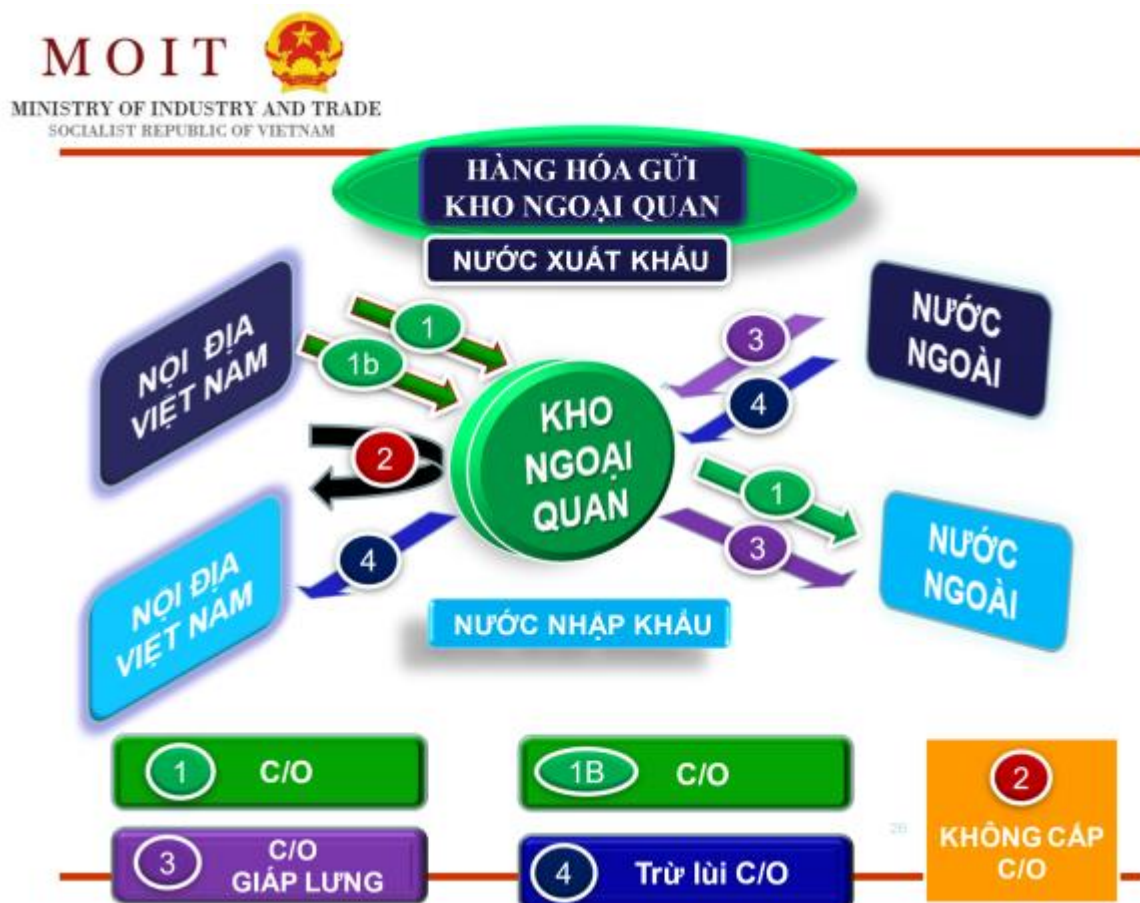 MOIT
MINISTRY OF INDUSTRY AND TRADE
SOCIALIST REPUBLIC OF VIETNAM
HÀNG HÓA GỬI
KHO NGOẠI QUAN
NƯỚC XUẤT KHẨU
NỘI ĐỊA
VIỆT NAM
1
1b
2
3
4
NƯỚC
NGOÀI
KHO
NGOẠI
QUAN
NỘI ĐỊA
VIỆT NAM
4
1
3
NƯỚC
NGOÀI
NƯỚC NHẬP KHẨU
1 C/O
1B C/O
2
KHÔNG CẤP
C/O
3 C/O
GIÁP LƯNG
4 Trừ lùi C/O